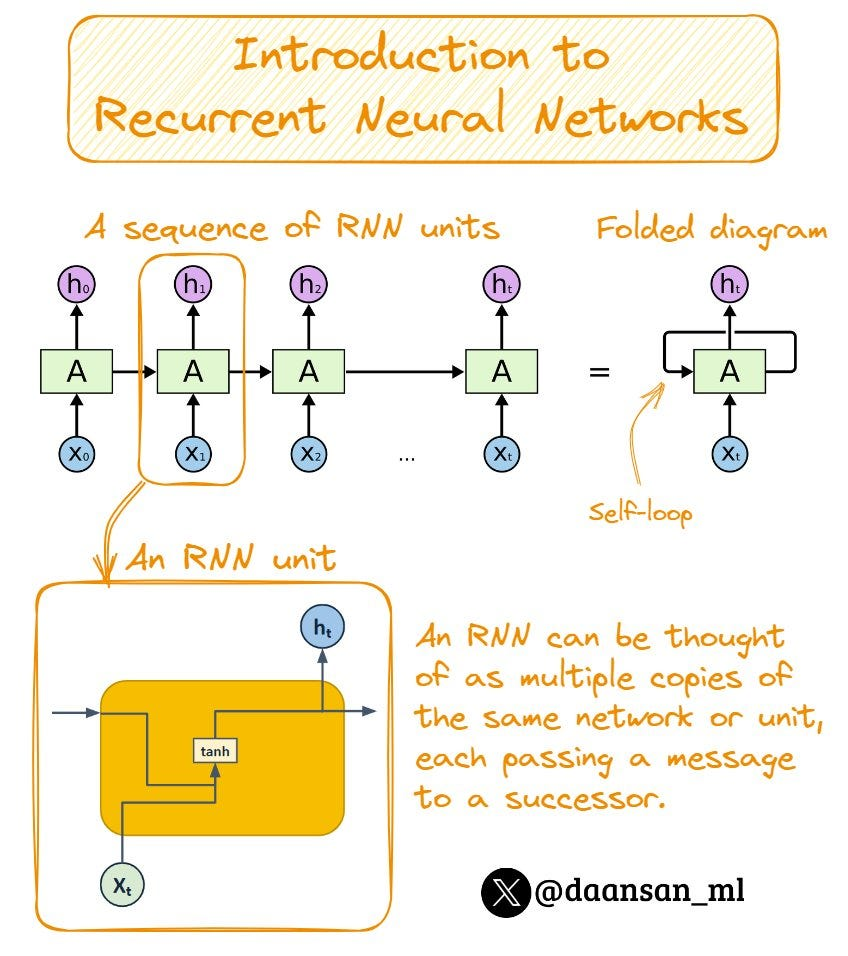 Introduction to
Recurrent Neural Networks
A sequence of RNN units
Folded diagram
h₀ h₁ h₂ hₜ hₜ
A A A A = A
x₀ x₁ x₂ ... xₜ xₜ
Self-loop
An RNN unit
hₜ
tanh
Xₜ
An RNN can be thought
of as multiple copies of
the same network or unit,
each passing a message
to a successor.
X @daansan_ml